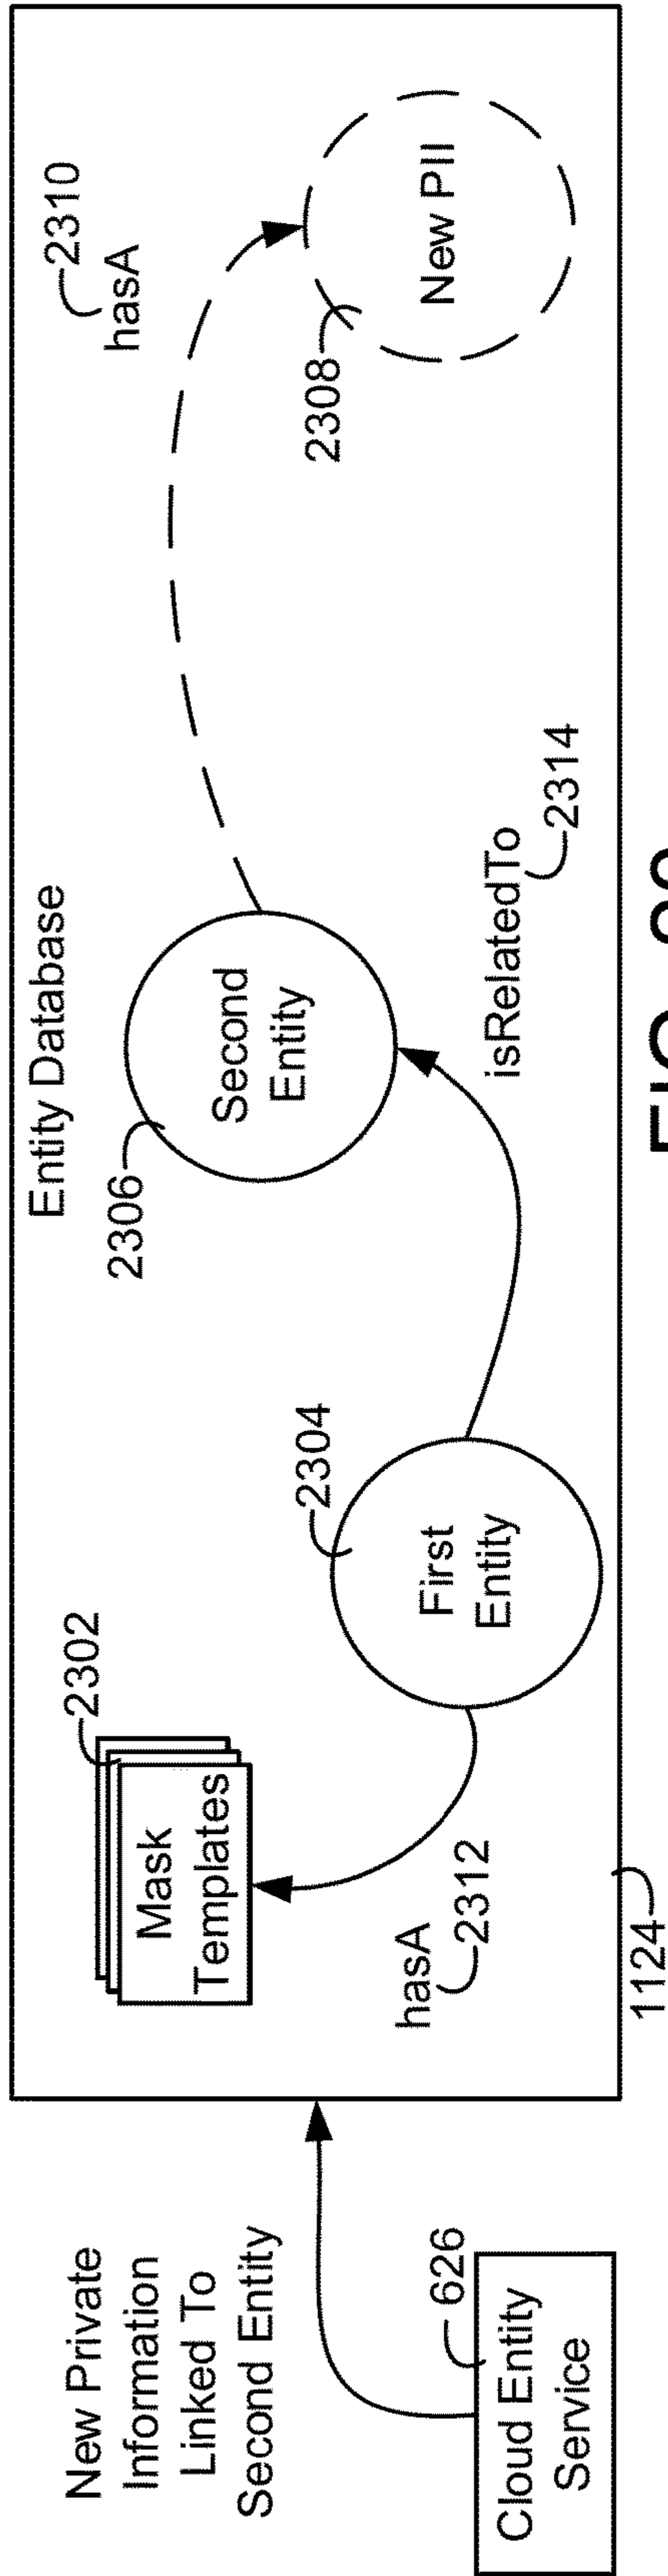 Entity Database
New Private
Information
Linked To
Second Entity
626
Cloud Entity
Service
2302
Mask
Templates
hasA
2312
2304
First
Entity
2306
Second
Entity
isRelatedTo
2314
2310
hasA
2308
New PII
1124